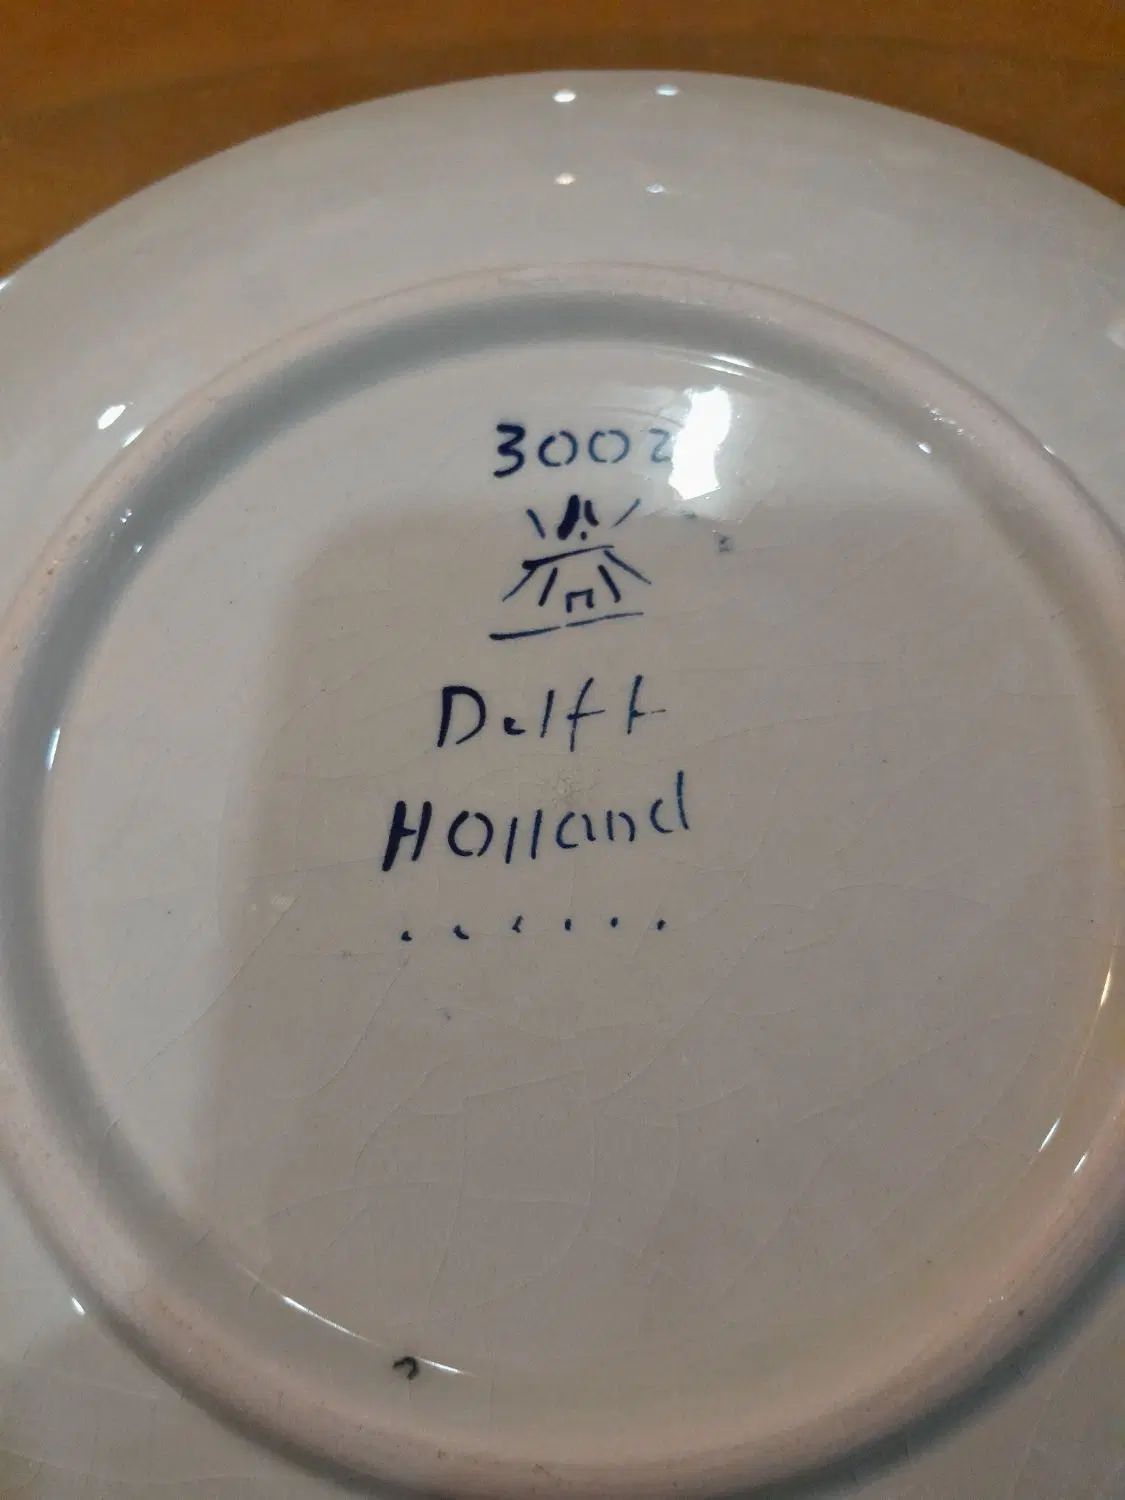 3002
Delft
Holland
. . . . . .